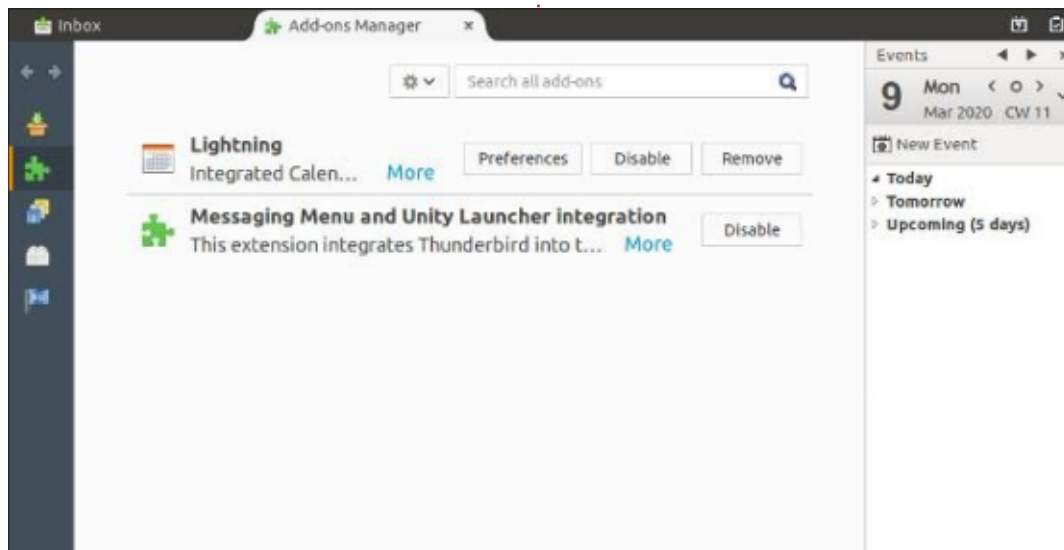 Inbox
Add-ons Manager
Search all add-ons
Lightning
Integrated Calen... More
Preferences
Disable
Remove
Messaging Menu and Unity Launcher integration
This extension integrates Thunderbird into t... More
Disable
Events
9 Mon
Mar 2020 CW 11
New Event
Today
Tomorrow
Upcoming (5 days)